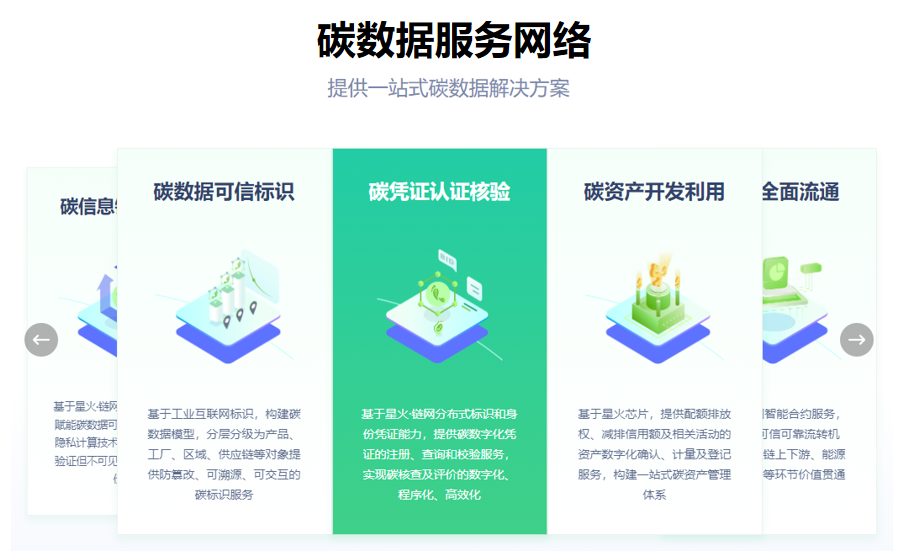 碳数据服务网络
提供一站式碳数据解决方案
碳信息
基于星火·链网
赋能碳数据可
隐私计算技术
验证但不可见
碳数据可信标识
基于工业互联网标识，构建碳
数据模型，分层分级为产品、
工厂、区域、供应链等对象提
供防篡改、可溯源、可交互的
碳标识服务
碳凭证认证核验
BID
基于星火·链网分布式标识和身
份凭证能力，提供碳数字化凭
证的注册、查询和校验服务，
实现碳核查及评价的数字化、
程序化、高效化
碳资产开发利用
基于星火芯片，提供配额排放
权、减排信用额及相关活动的
资产数字化确认、计量及登记
服务，构建一站式碳资产管理
体系
全面流通
智能合约服务，
可信可靠流转机
链上下游、能源
等环节价值贯通